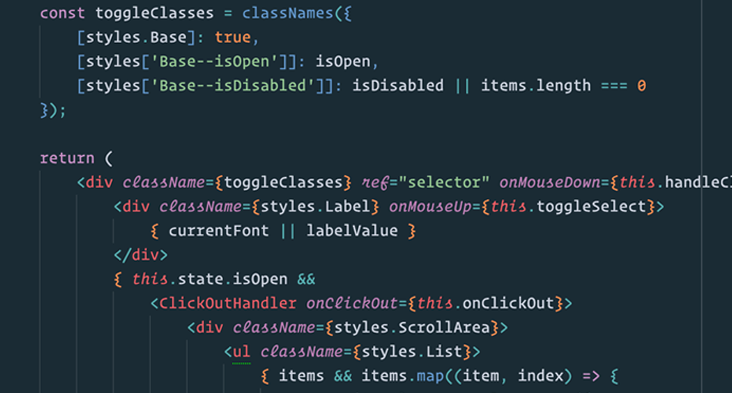 const toggleClasses = classNames({
[styles.Base]: true,
[styles['Base--isOpen']]: isOpen,
[styles['Base--isDisabled']]: isDisabled || items.length === 0
});
return (
<div className={toggleClasses} ref="selector" onMouseDown={this.handleCl
<div className={styles.Label} onMouseUp={this.toggleSelect}>
{ currentFont || labelValue }
</div>
{ this.state.isOpen &&
<ClickOutHandler onClickOut={this.onClickOut}>
<div className={styles.ScrollArea}>
<ul className={styles.List}>
{ items && items.map((item, index) => {